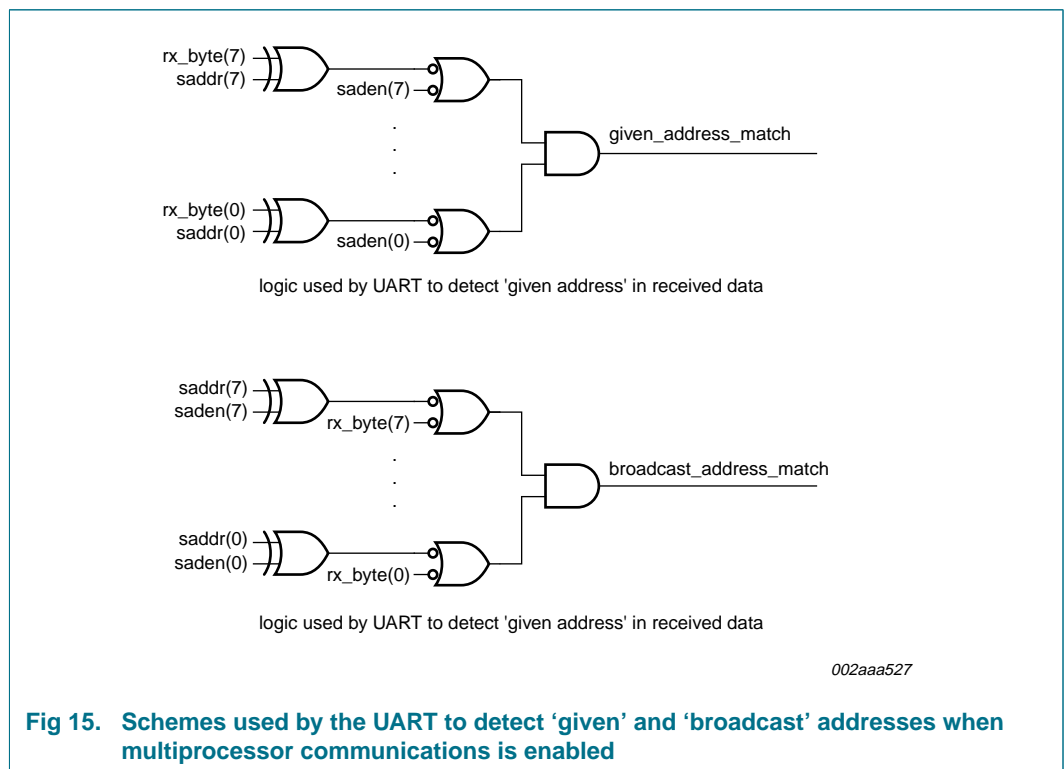 rx_byte(7)
saddr(7)
saden(7)
.
.
.
given_address_match
rx_byte(0)
saddr(0)
saden(0)
logic used by UART to detect 'given address' in received data
saddr(7)
saden(7)
rx_byte(7)
.
.
.
broadcast_address_match
saddr(0)
saden(0)
rx_byte(0)
logic used by UART to detect 'given address' in received data
002aaa527
Fig 15. Schemes used by the UART to detect ‘given’ and ‘broadcast’ addresses when
multiprocessor communications is enabled